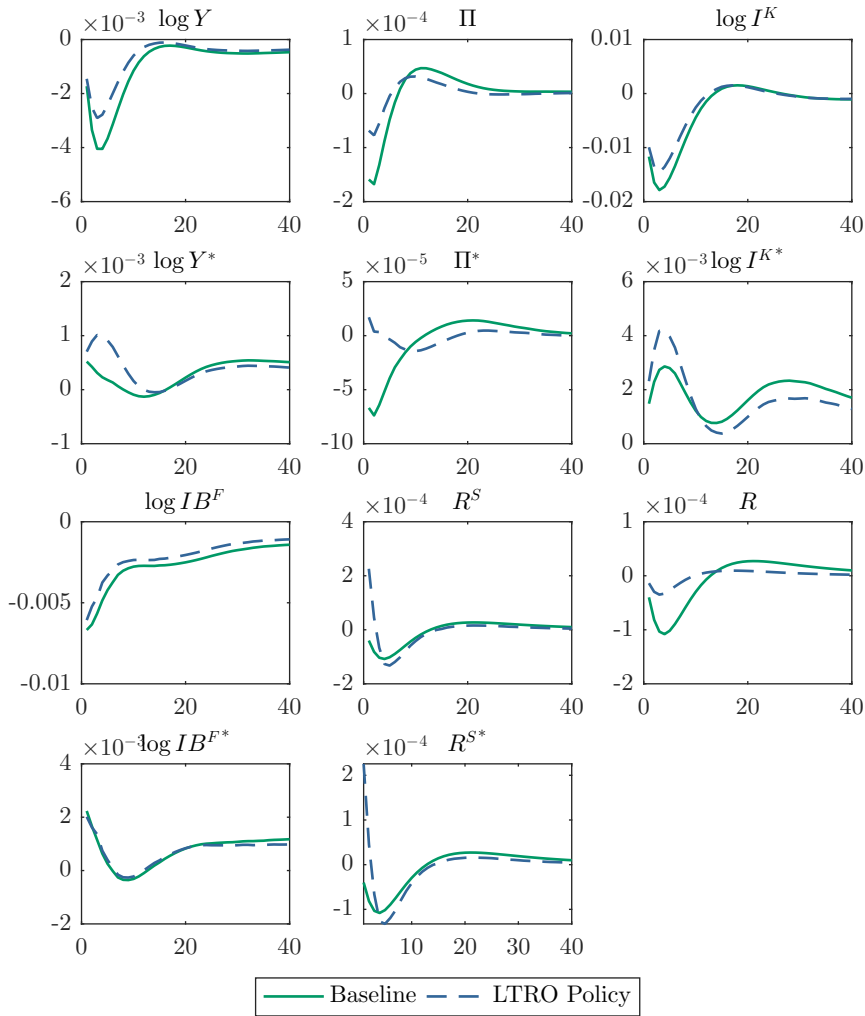 ×10⁻³ log Y
×10⁻⁴ Π
log I^K
0
-2
-4
-6
0 20 40
1
0
-1
-2
0 20 40
0.01
0
-0.01
-0.02
0 20 40
×10⁻³ log Y*
×10⁻⁵ Π*
×10⁻³ log I^K*
2
1
0
-1
0 20 40
5
0
-5
-10
0 20 40
6
4
2
0
0 20 40
log IB^F
×10⁻⁴ R^S
×10⁻⁴ R
0
-0.005
-0.01
0 20 40
4
2
0
-2
0 20 40
1
0
-1
-2
0 20 40
×10⁻³ log IB^F*
×10⁻⁴ R^S*
4
2
0
-2
0 20 40
2
1
0
-1
10 20 30 40
Baseline LTRO Policy